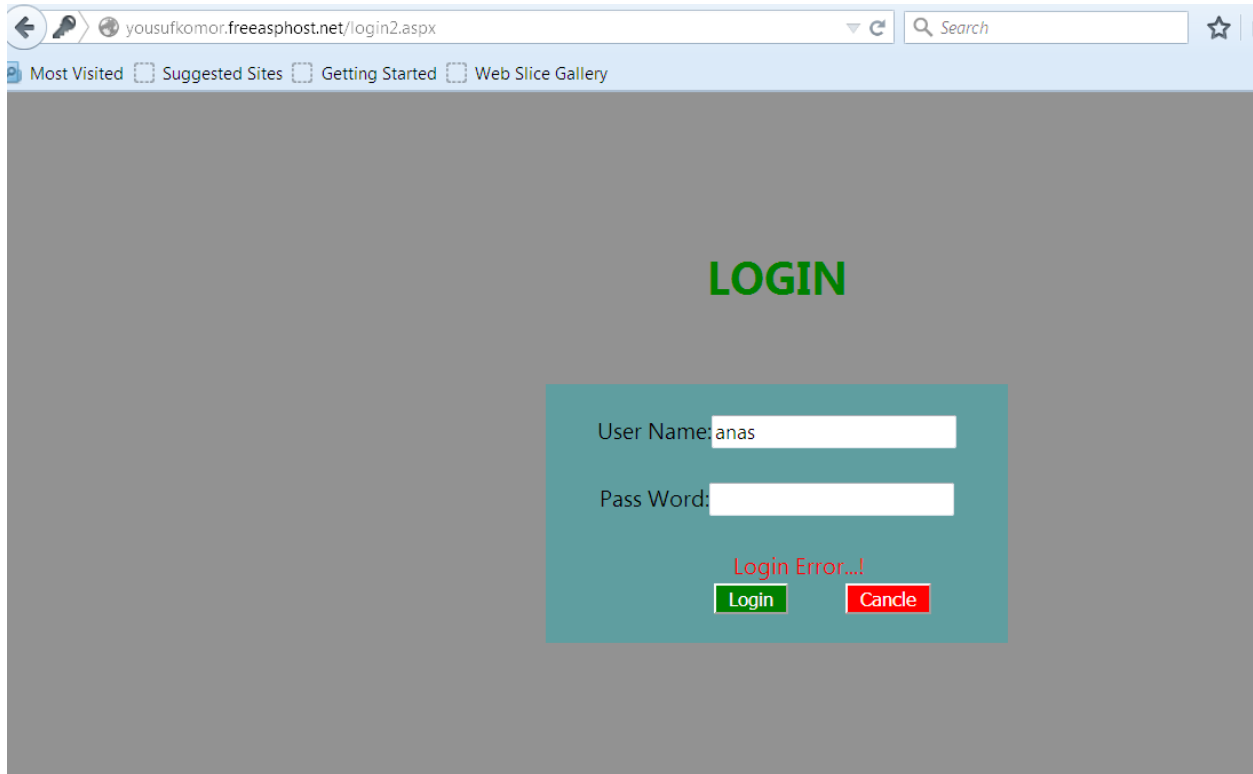 yousufkomor.freeasphost.net/login2.aspx Search
Most Visited Suggested Sites Getting Started Web Slice Gallery
LOGIN
User Name: anas
Pass Word:
Login Error...!
Login Cancle